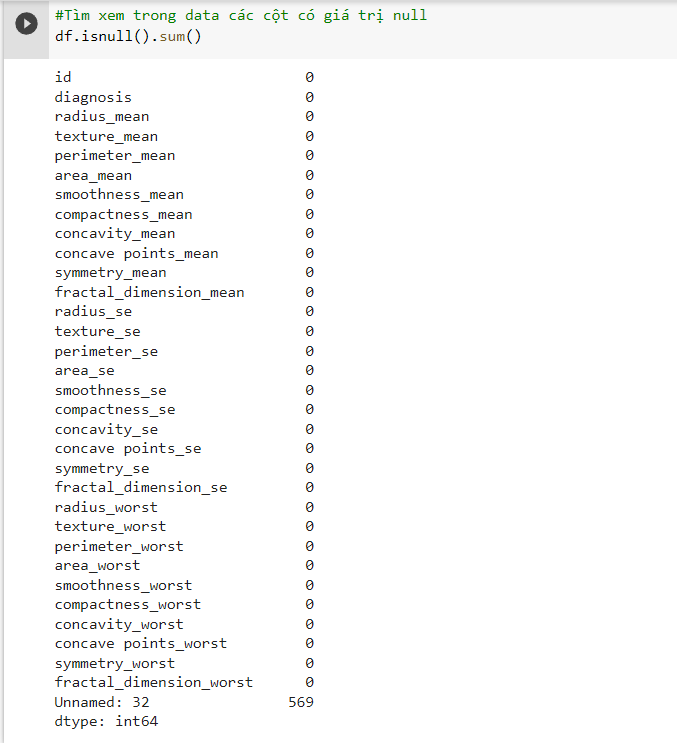 #Tìm xem trong data các cột có giá trị null
df.isnull().sum()
id 0
diagnosis 0
radius_mean 0
texture_mean 0
perimeter_mean 0
area_mean 0
smoothness_mean 0
compactness_mean 0
concavity_mean 0
concave points_mean 0
symmetry_mean 0
fractal_dimension_mean 0
radius_se 0
texture_se 0
perimeter_se 0
area_se 0
smoothness_se 0
compactness_se 0
concavity_se 0
concave points_se 0
symmetry_se 0
fractal_dimension_se 0
radius_worst 0
texture_worst 0
perimeter_worst 0
area_worst 0
smoothness_worst 0
compactness_worst 0
concavity_worst 0
concave points_worst 0
symmetry_worst 0
fractal_dimension_worst 0
Unnamed: 32 569
dtype: int64